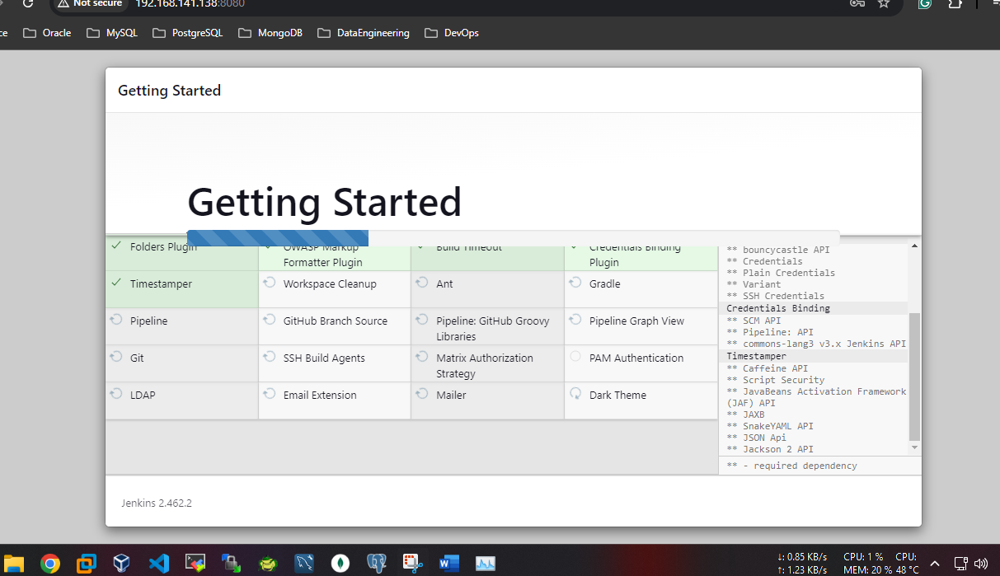 Not secure 192.168.141.138:8080
ce Oracle MySQL PostgreSQL MongoDB DataEngineering DevOps
Getting Started
Getting Started
Folders Plugin
OWASP Markup
Formatter Plugin
Build Timeout
Credentials Binding
Plugin
Timestamper
Workspace Cleanup
Ant
Gradle
Pipeline
GitHub Branch Source
Pipeline: GitHub Groovy
Libraries
Pipeline Graph View
Git
SSH Build Agents
Matrix Authorization
Strategy
PAM Authentication
LDAP
Email Extension
Mailer
Dark Theme
** bouncycastle API
** Credentials
** Plain Credentials
** Variant
** SSH Credentials
Credentials Binding
** SCM API
** Pipeline: API
** commons-lang3 v3.x Jenkins API
Timestamper
** Caffeine API
** Script Security
** JavaBeans Activation Framework
(JAF) API
** JAXB
** SnakeYAML API
** JSON Api
** Jackson 2 API
** - required dependency
Jenkins 2.462.2
↓: 0.85 KB/s CPU: 1 % CPU:
↑: 1.23 KB/s MEM: 20 % 48 °C